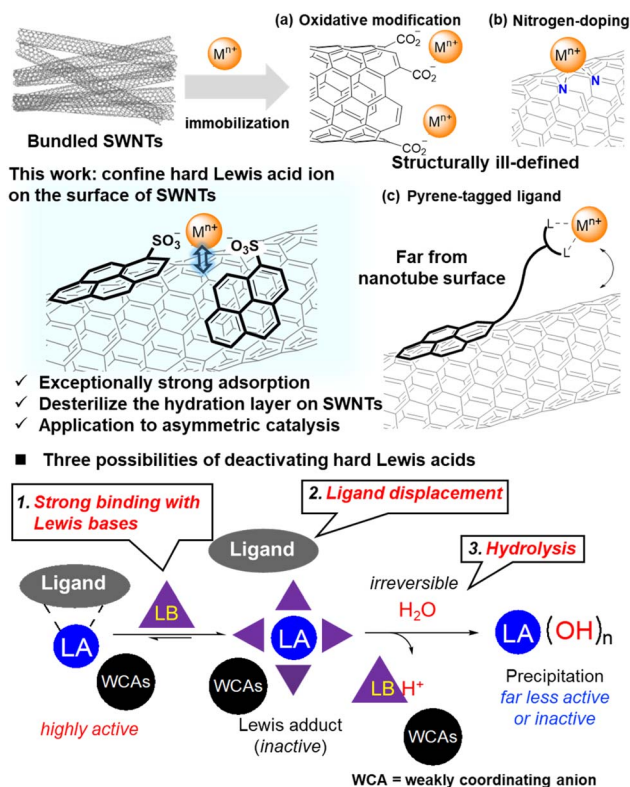 (a) Oxidative modification
(b) Nitrogen-doping
Mⁿ⁺
immobilization
Bundled SWNTs
CO₂⁻
Mⁿ⁺
CO₂⁻
CO₂⁻
Mⁿ⁺
Mⁿ⁺
N
N
Structurally ill-defined
This work: confine hard Lewis acid ion
on the surface of SWNTs
SO₃⁻
Mⁿ⁺
⁻O₃S
(c) Pyrene-tagged ligand
L
Mⁿ⁺
L
Far from
nanotube surface
✓ Exceptionally strong adsorption
✓ Desterilize the hydration layer on SWNTs
✓ Application to asymmetric catalysis
■ Three possibilities of deactivating hard Lewis acids
1. Strong binding with
Lewis bases
2. Ligand displacement
3. Hydrolysis
Ligand
LA
WCAs
highly active
LB
Ligand
LA
WCAs
Lewis adduct
(inactive)
irreversible
H₂O
LB H⁺
WCAs
LA (OH)n
Precipitation
far less active
or inactive
WCA = weakly coordinating anion